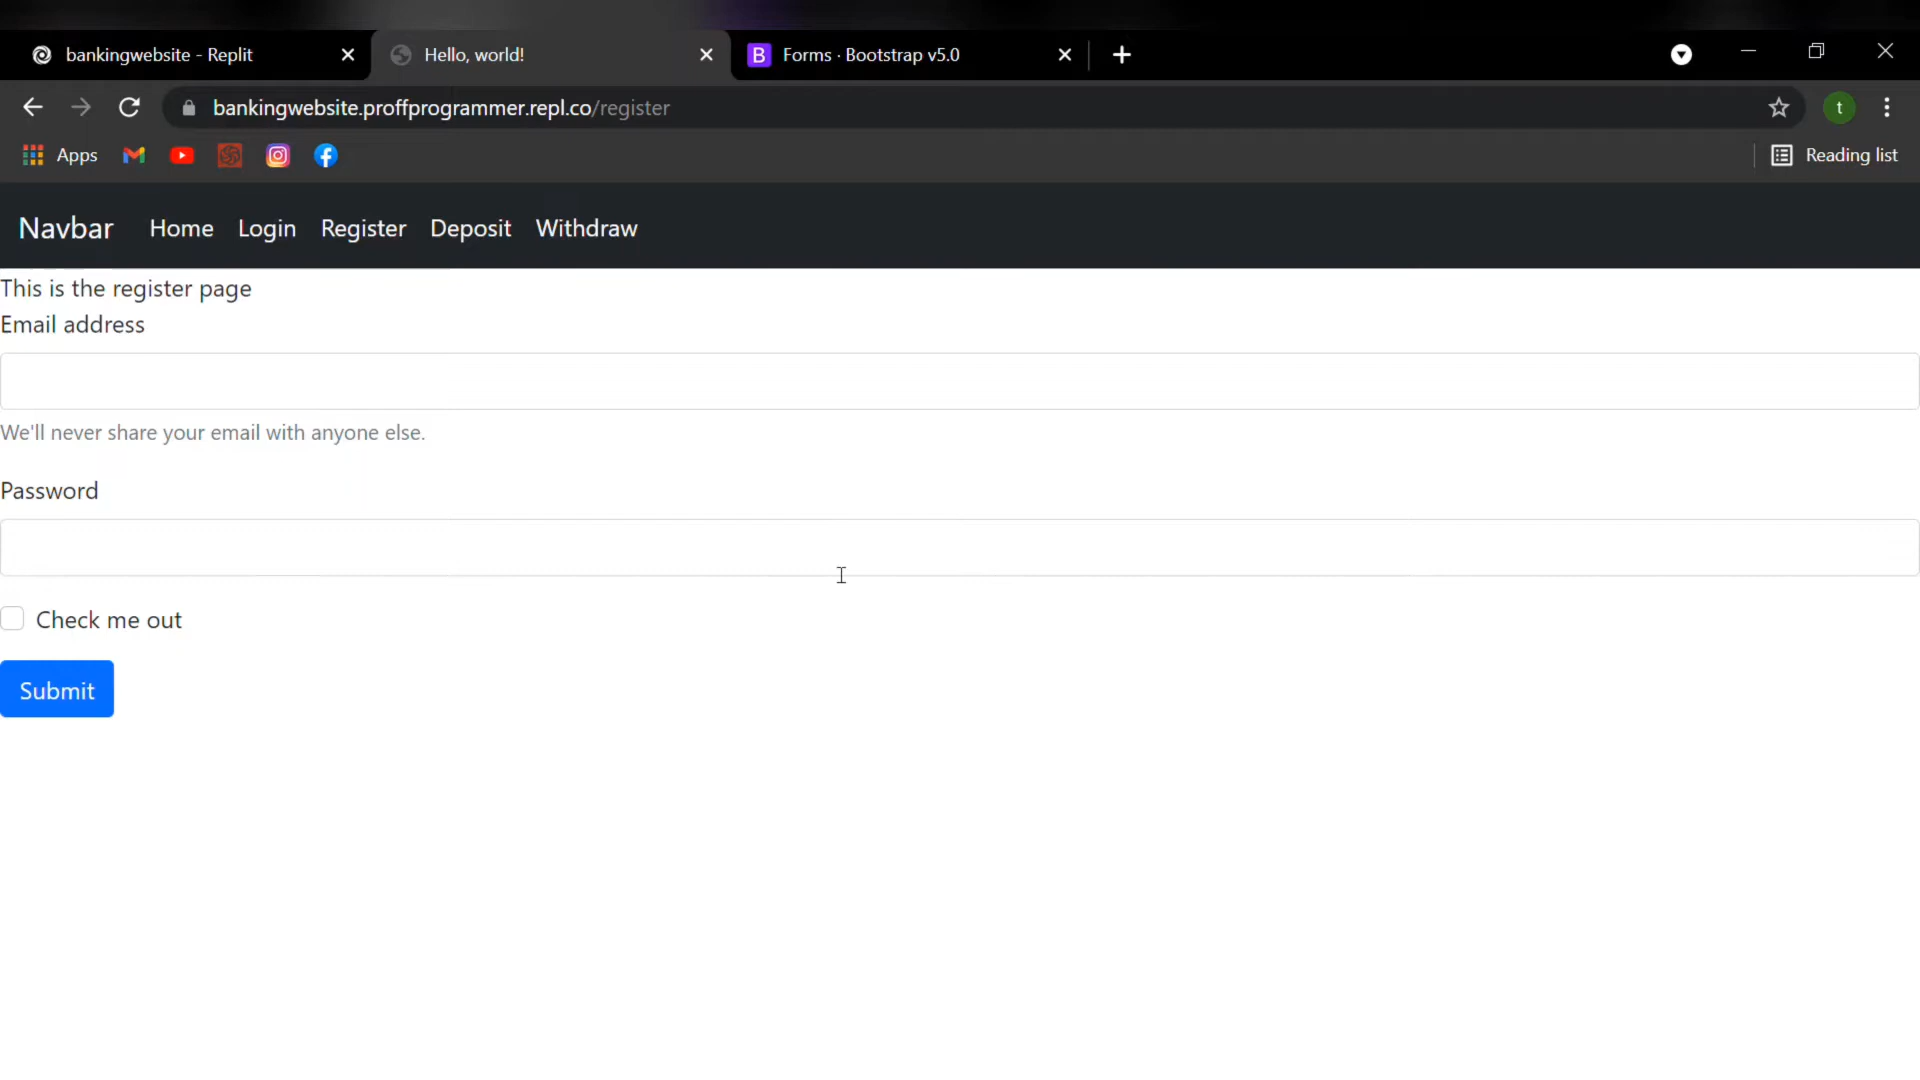 bankingwebsite - Replit
Hello, world!
B Forms · Bootstrap v5.0
bankingwebsite.proffprogrammer.repl.co/register
t
Apps
Reading list
Navbar Home Login Register Deposit Withdraw
This is the register page
Email address
We'll never share your email with anyone else.
Password
Check me out
Submit